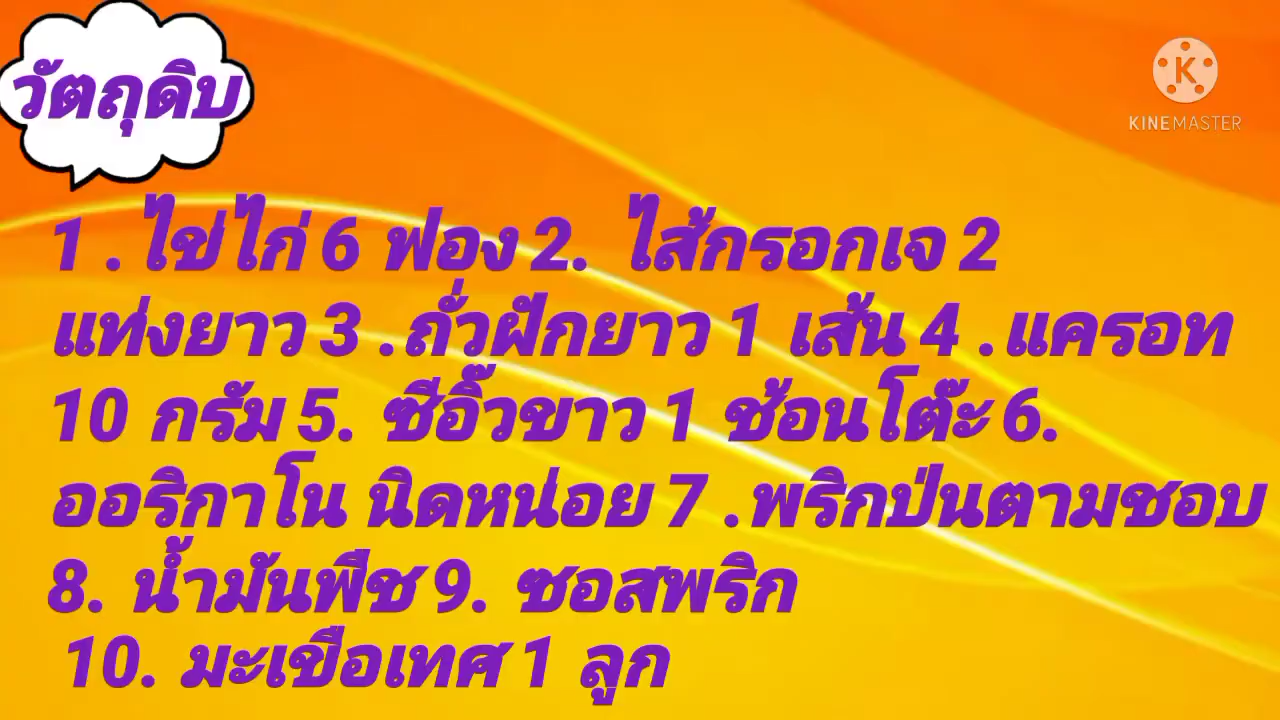 วัตถุดิบ
KINEMASTER
1 .ไข่ไก่ 6 ฟอง 2. ไส้กรอกเจ 2
แท่งยาว 3 .ถั่วฝักยาว 1 เส้น 4 .แครอท
10 กรัม 5. ซีอิ๊วขาว 1 ช้อนโต๊ะ 6.
ออริกาโน นิดหน่อย 7 .พริกป่นตามชอบ
8. น้ำมันพืช 9. ซอสพริก
10. มะเขือเทศ 1 ลูก